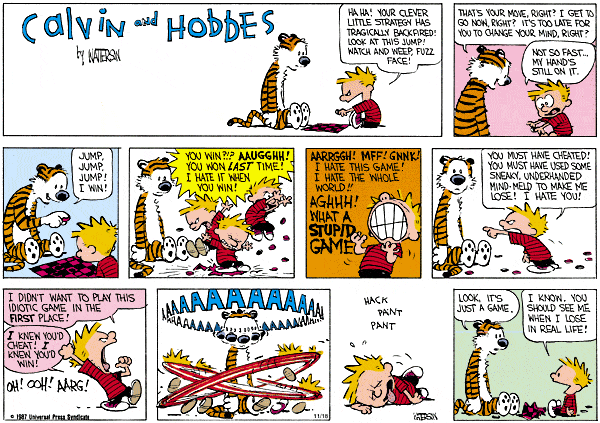 Calvin and HOBBES
by WATTERSON
HA HA! YOUR CLEVER
LITTLE STRATEGY HAS
TRAGICALLY BACKFIRED!
LOOK AT THIS JUMP!
WATCH AND WEEP, FUZZ
FACE!
THAT'S YOUR MOVE, RIGHT? I GET TO
GO NOW, RIGHT? IT'S TOO LATE FOR
YOU TO CHANGE YOUR MIND, RIGHT?
NOT SO FAST...
MY HAND'S
STILL ON IT.
JUMP,
JUMP,
JUMP!
I WIN!
YOU WIN?!? AAUGGHH!
YOU WON LAST TIME!
I HATE IT WHEN
YOU WIN!
AARRGH! MFF! GNNK!
I HATE THIS GAME!
I HATE THE WHOLE
WORLD!!
AGHHH!
WHAT A
STUPID
GAME
YOU MUST HAVE CHEATED!
YOU MUST HAVE USED SOME
SNEAKY, UNDERHANDED
MIND-MELD TO MAKE ME
LOSE! I HATE YOU!
I DIDN'T WANT TO PLAY THIS
IDIOTIC GAME IN THE
FIRST PLACE!
I KNEW YOU'D
CHEAT! I
KNEW YOU'D
WIN!
OH! OOH! AARG!
© 1987 Universal Press Syndicate
AAAAAAAAAAAA
11/18
HACK
PANT
PANT
WATTERSON
LOOK, IT'S
JUST A GAME.
I KNOW. YOU
SHOULD SEE ME
WHEN I LOSE
IN REAL LIFE!